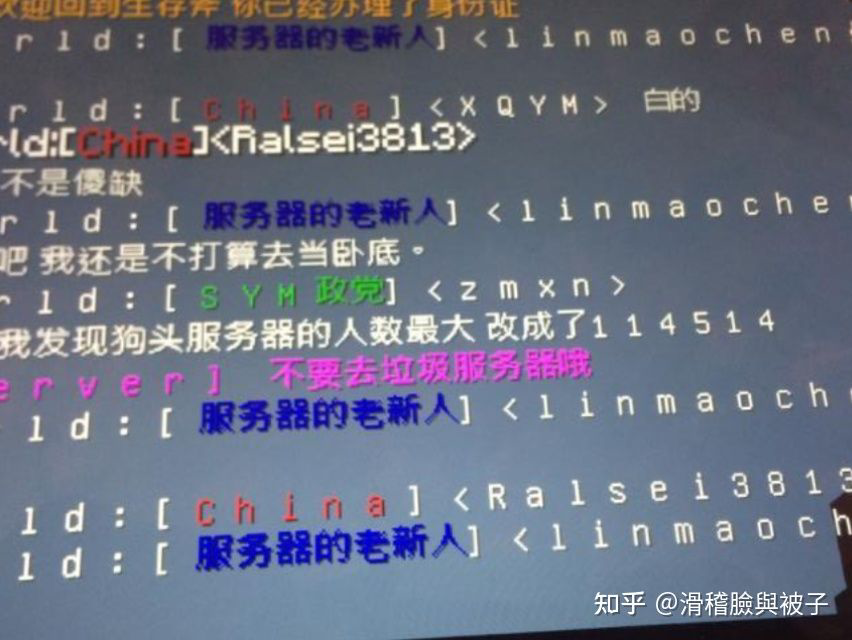 欢迎回到生存斧 你已经办理了身份证
rld:[服务器的老新人]<linmaochen
rld:[China]<XQYM> 白的
rld:[China]<Ralsei3813>
不是傻缺
rld:[服务器的老新人]<linmaoche
吧 我还是不打算去当卧底。
rld:[SYM政党]<zmxn>
我发现狗头服务器的人数最大 改成了114514
erver] 不要去垃圾服务器哦
ld:[服务器的老新人]<linmaoch
ld:[China]<Ralsei3813
ld:[服务器的老新人]<linmaoch
知乎 @滑稽臉與被子